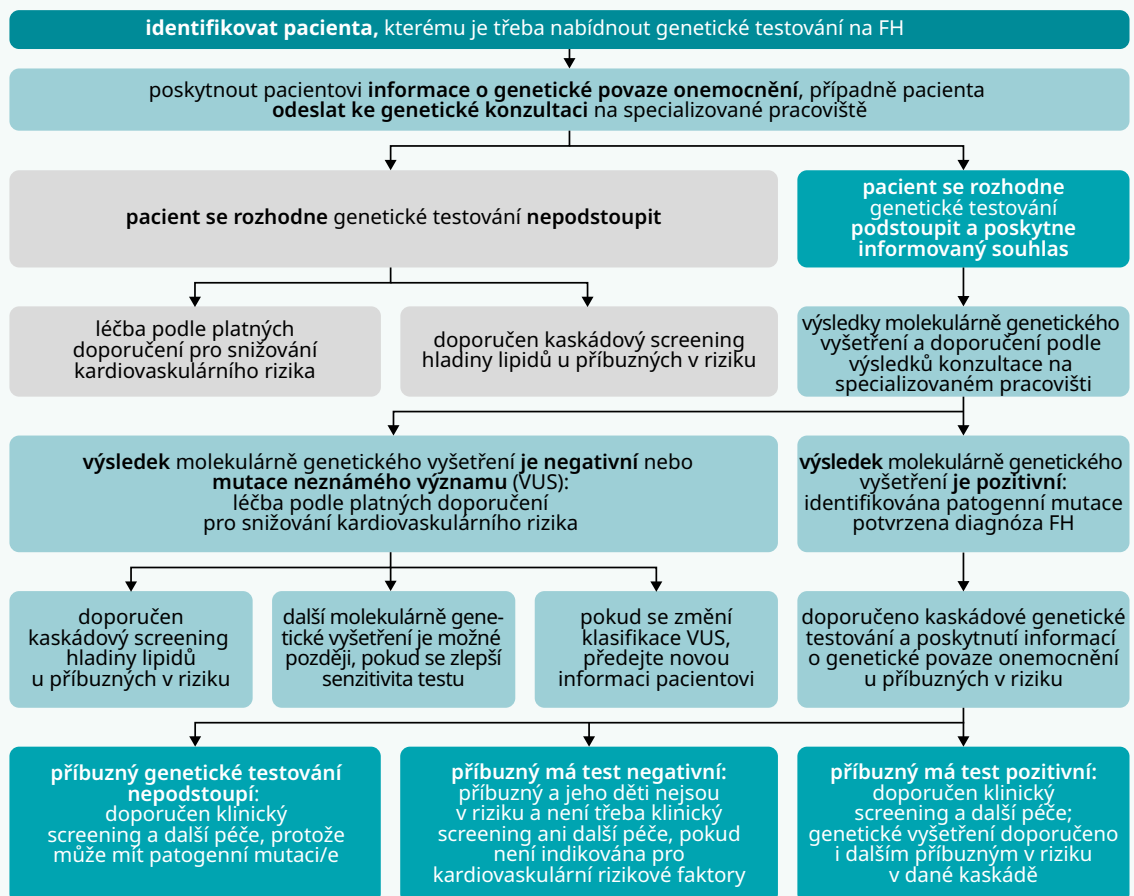 identifikovat pacienta, kterému je třeba nabídnout genetické testování na FH
poskytnout pacientovi informace o genetické povaze onemocnění, případně pacienta
odeslat ke genetické konzultaci na specializované pracoviště
pacient se rozhodne genetické testování nepodstoupit
pacient se rozhodne
genetické testování
podstoupit a poskytne
informovaný souhlas
léčba podle platných
doporučení pro snižování
kardiovaskulárního rizika
doporučen kaskádový screening
hladiny lipidů u příbuzných v riziku
výsledky molekulárně genetického
vyšetření a doporučení podle
výsledků konzultace na
specializovaném pracovišti
výsledek molekulárně genetického vyšetření je negativní nebo
mutace neznámého významu (VUS):
léčba podle platných doporučení
pro snižování kardiovaskulárního rizika
výsledek molekulárně genetického
vyšetření je pozitivní:
identifikována patogenní mutace
potvrzena diagnóza FH
doporučen
kaskádový screening
hladiny lipidů
u příbuzných v riziku
další molekulárně gene-
tické vyšetření je možné
později, pokud se zlepší
senzitivita testu
pokud se změní
klasifikace VUS,
předejte novou
informaci pacientovi
doporučeno kaskádové genetické
testování a poskytnutí informací
o genetické povaze onemocnění
u příbuzných v riziku
příbuzný genetické testování
nepodstoupí:
doporučen klinický
screening a další péče, protože
může mít patogenní mutaci/e
příbuzný má test negativní:
příbuzný a jeho děti nejsou
v riziku a není třeba klinický
screening ani další péče, pokud
není indikována pro
kardiovaskulární rizikové faktory
příbuzný má test pozitivní:
doporučen klinický
screening a další péče;
genetické vyšetření doporučeno
i dalším příbuzným v riziku
v dané kaskádě